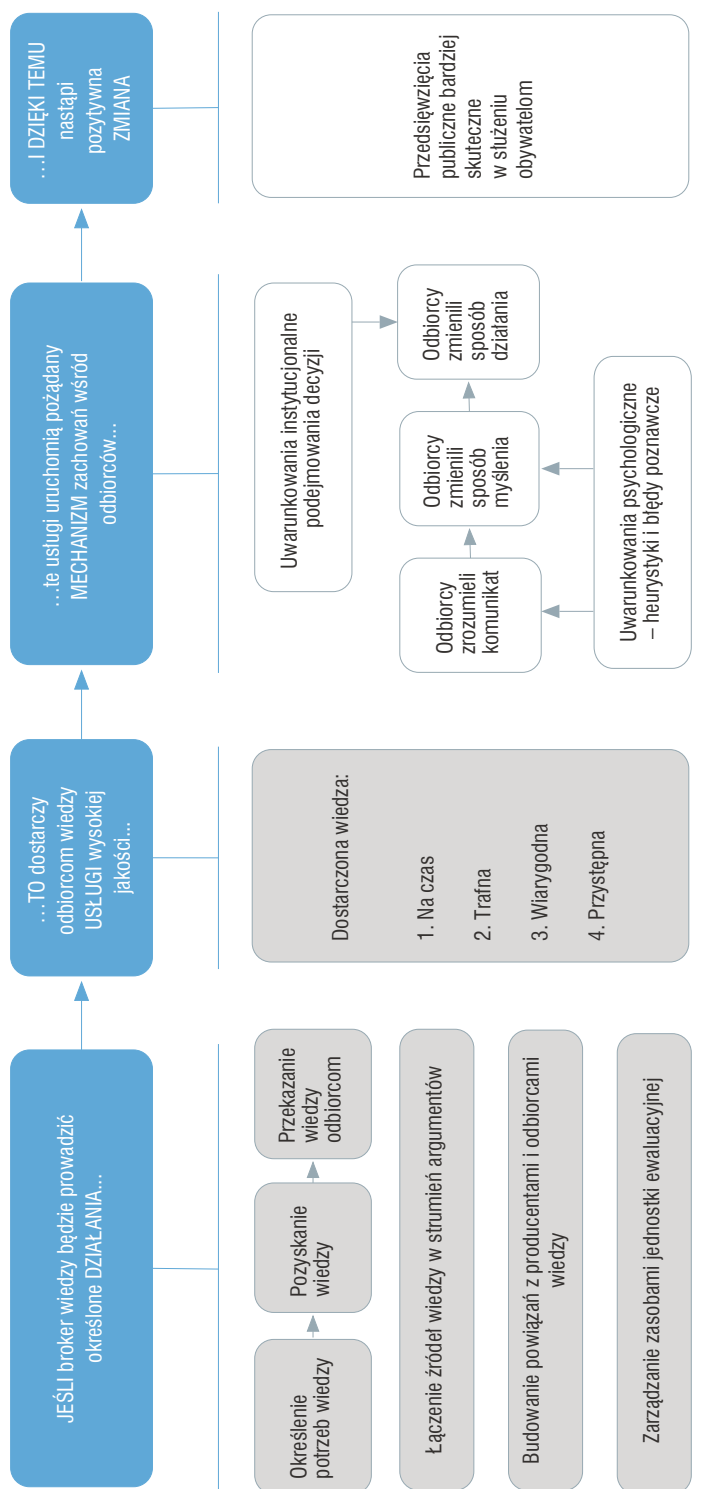 JEŚLI broker wiedzy będzie prowadzić
określone DZIAŁANIA...
...TO dostarczy
odbiorcom wiedzy
USŁUGI wysokiej
jakości...
...te usługi uruchomią pożądany
MECHANIZM zachowań wśród
odbiorców...
...I DZIĘKI TEMU
nastąpi
pozytywna
ZMIANA
Określenie
potrzeb wiedzy
Pozyskanie
wiedzy
Przekazanie
wiedzy
odbiorcom
Łączenie źródeł wiedzy w strumień argumentów
Budowanie powiązań z producentami i odbiorcami
wiedzy
Zarządzanie zasobami jednostki ewaluacyjnej
Dostarczona wiedza:
1. Na czas
2. Trafna
3. Wiarygodna
4. Przystępna
Uwarunkowania instytucjonalne
podejmowania decyzji
Odbiorcy
zrozumieli
komunikat
Odbiorcy
zmienili
sposób
myślenia
Odbiorcy
zmienili
sposób
działania
Uwarunkowania psychologiczne
– heurystyki i błędy poznawcze
Przedsięwzięcia
publiczne bardziej
skuteczne
w służeniu
obywatelom